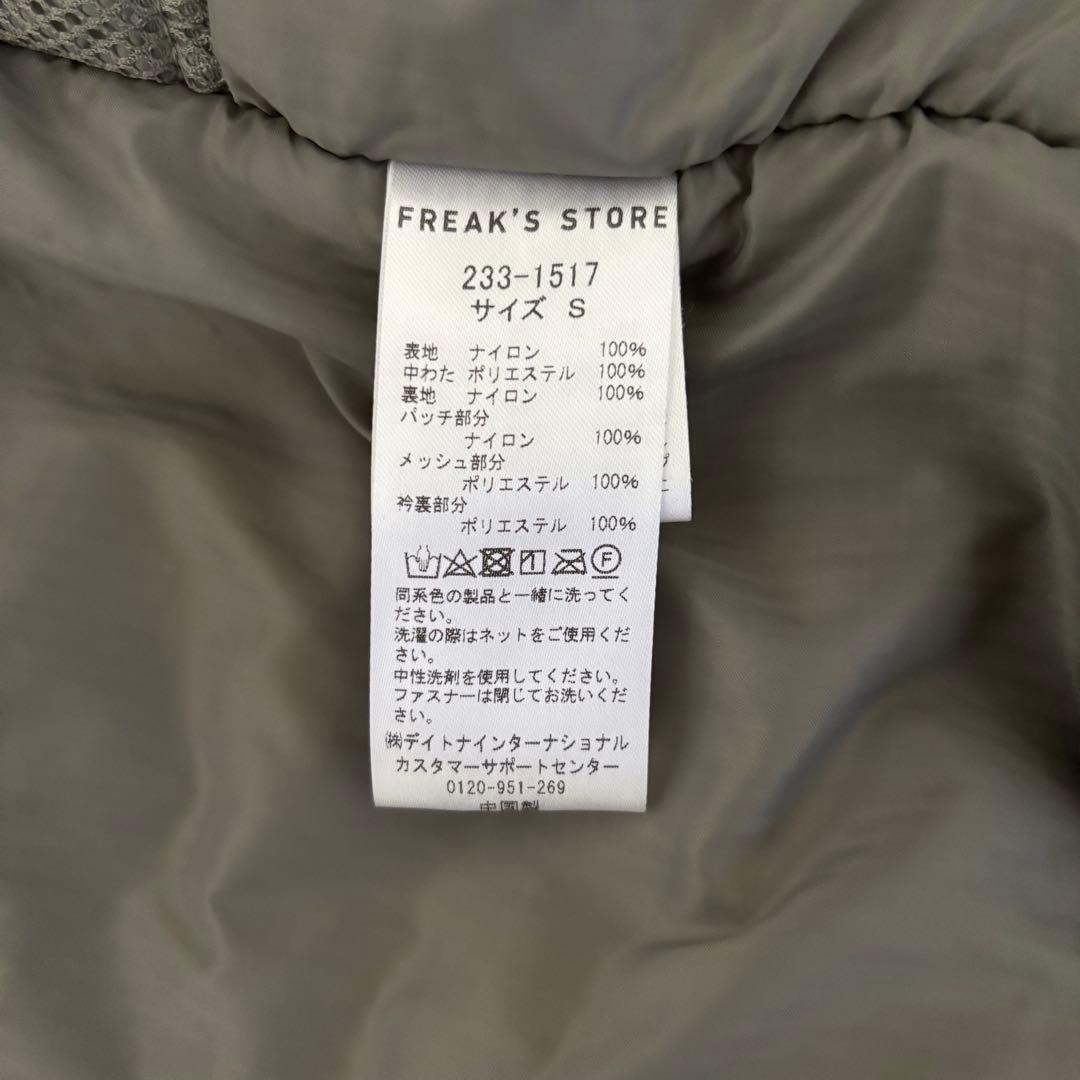 FREAK'S STORE
233-1517
サイズ S
表地 ナイロン 100%
中わた ポリエステル 100%
裏地 ナイロン 100%
パッチ部分
ナイロン 100%
メッシュ部分
ポリエステル 100%
衿裏部分
ポリエステル 100%
F
同系色の製品と一緒に洗ってく
ださい。
洗濯の際はネットをご使用くだ
さい。
中性洗剤を使用してください。
ファスナーは閉じてお洗いくだ
さい。
㈱デイトナインターナショナル
カスタマーサポートセンター
0120-951-269
中国製